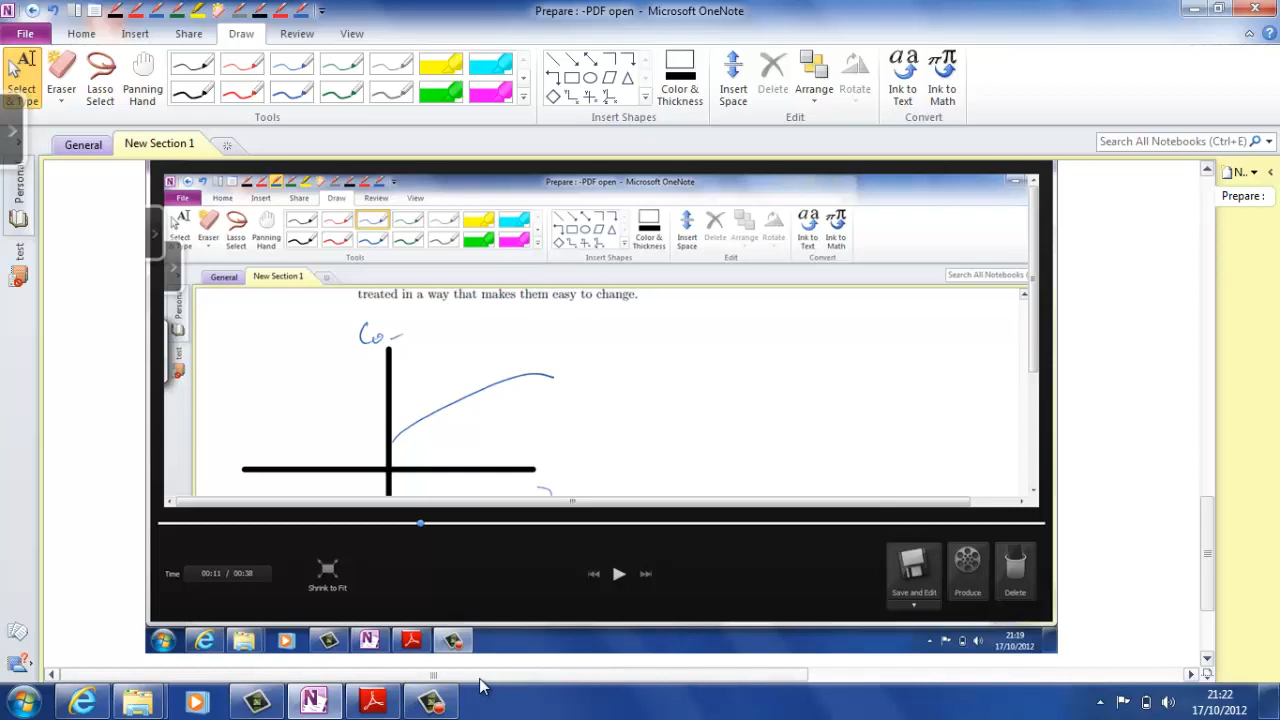 Prepare : -PDF open - Microsoft OneNote
File Home Insert Share Draw Review View
Select & Type Eraser Lasso Select Panning Hand Color & Thickness Insert Space Delete Arrange Rotate Ink to Text Ink to Math
Tools Insert Shapes Edit Convert
General New Section 1 Search All Notebooks (Ctrl+E)
N..
Prepare :
Personal
test
Prepare : -PDF open - Microsoft OneNote
File Home Insert Share Draw Review View
Select & Type Eraser Lasso Select Panning Hand Color & Thickness Insert Space Delete Arrange Rotate Ink to Text Ink to Math
Tools Insert Shapes Edit Convert
General New Section 1 Search All Notebooks
treated in a way that makes them easy to change.
Co
test
Time 00:11 / 00:38 Shrink to Fit Save and Edit Produce Delete
21:19
17/10/2012
21:22
17/10/2012